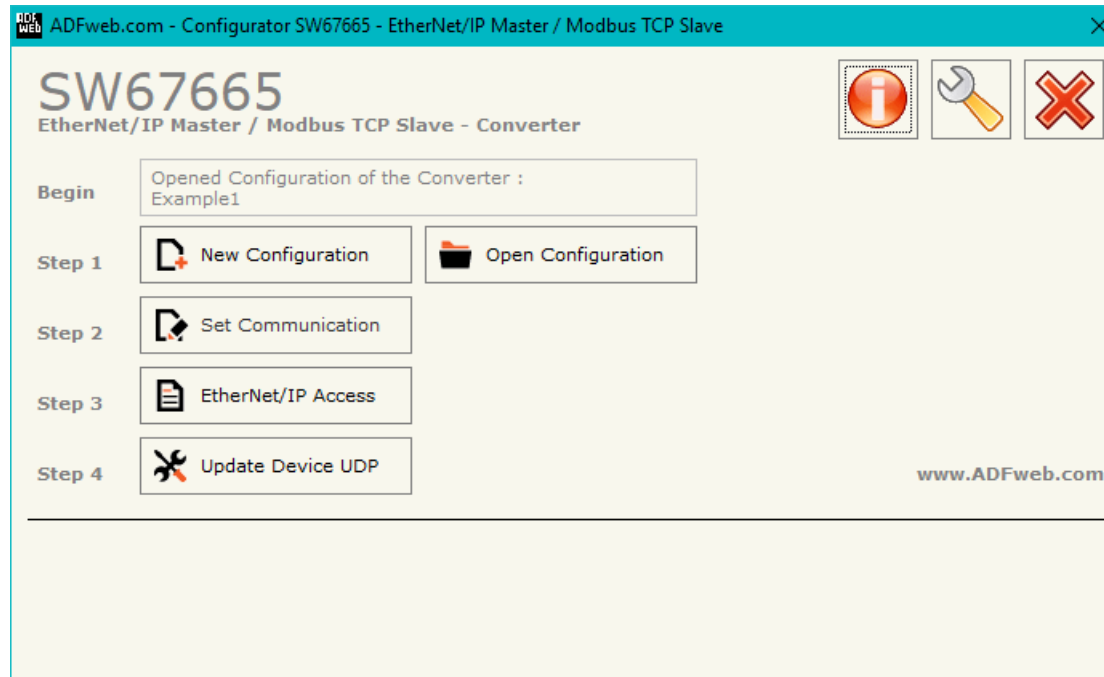 ADF WEB ADFweb.com - Configurator SW67665 - EtherNet/IP Master / Modbus TCP Slave
SW67665
EtherNet/IP Master / Modbus TCP Slave - Converter
Begin
Opened Configuration of the Converter :
Example1
Step 1 New Configuration Open Configuration
Step 2 Set Communication
Step 3 EtherNet/IP Access
Step 4 Update Device UDP
www.ADFweb.com